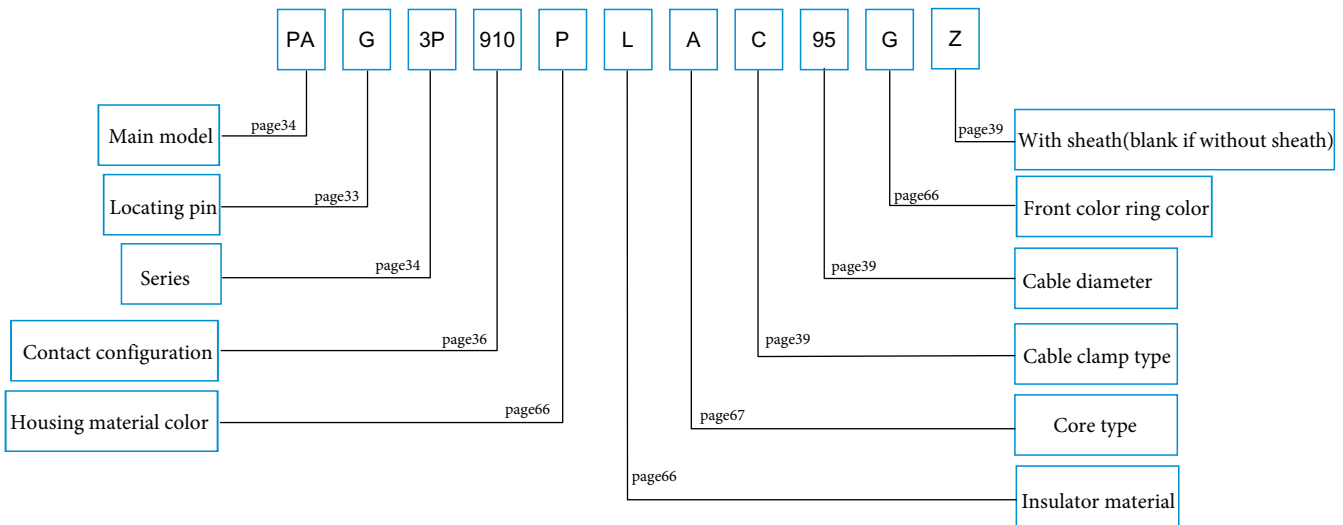 PA G 3P 910 P L A C 95 G Z
Main model
page34
page39
With sheath(blank if without sheath)
Locating pin
page33
page66
Front color ring color
Series
page34
page39
Cable diameter
Contact configuration
page36
page39
Cable clamp type
Housing material color
page66
page67
Core type
page66
Insulator material